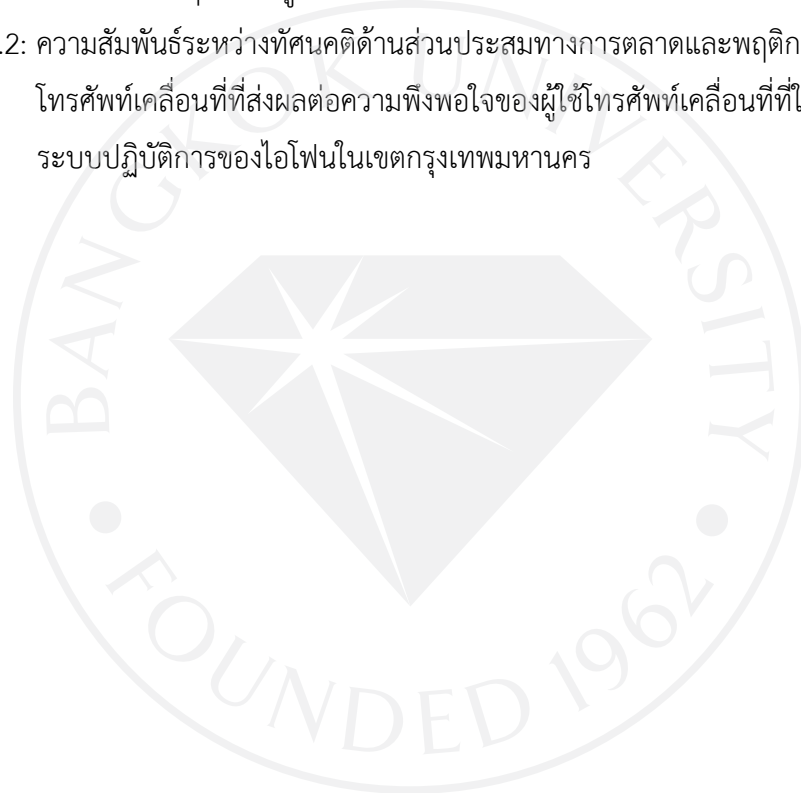 .2: ความสัมพันธ์ระหว่างทัศนคติด้านส่วนประสมทางการตลาดและพฤติก
โทรศัพท์เคลื่อนที่ที่ส่งผลต่อความพึงพอใจของผู้ใช้โทรศัพท์เคลื่อนที่ที่ใ
ระบบปฏิบัติการของไอโฟนในเขตกรุงเทพมหานคร
BANGKOK UNIVERSITY
FOUNDED 1962